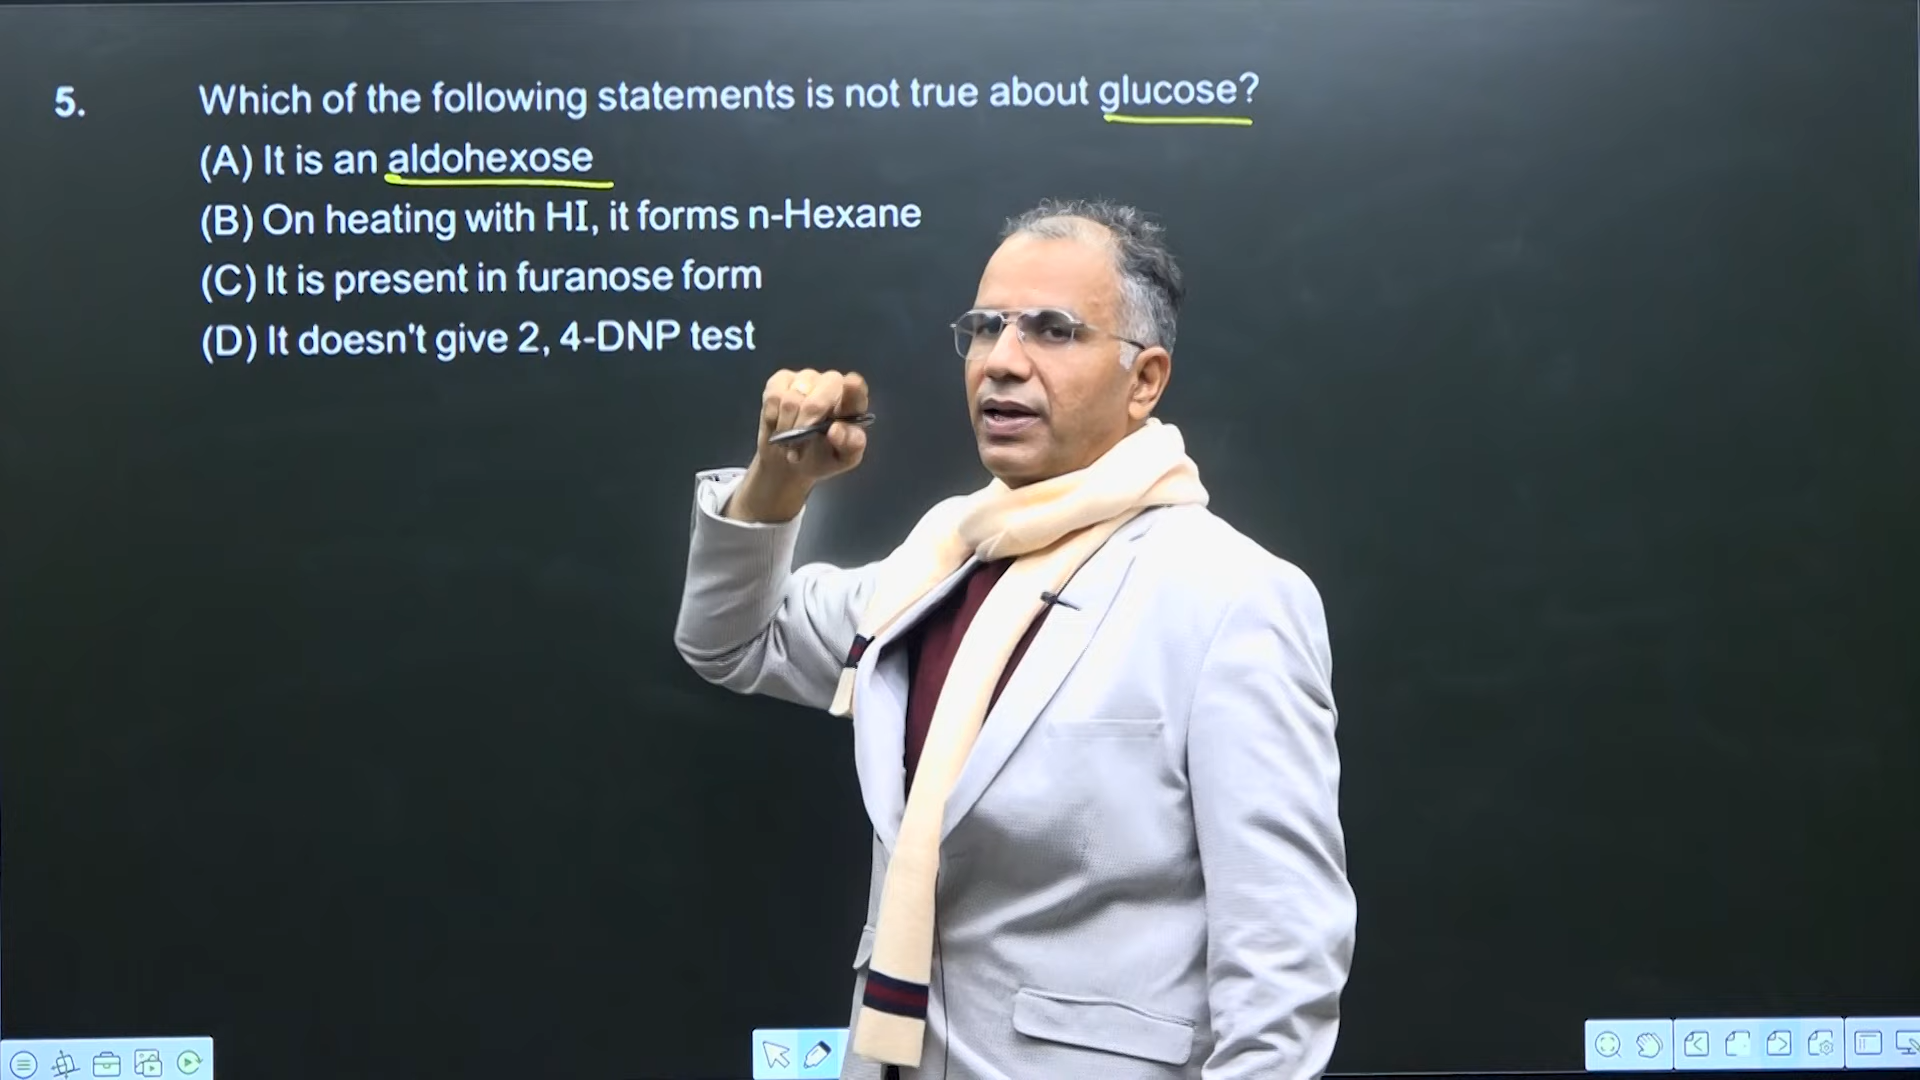 5. Which of the following statements is not true about glucose?
(A) It is an aldohexose
(B) On heating with HI, it forms n-Hexane
(C) It is present in furanose form
(D) It doesn't give 2, 4-DNP test